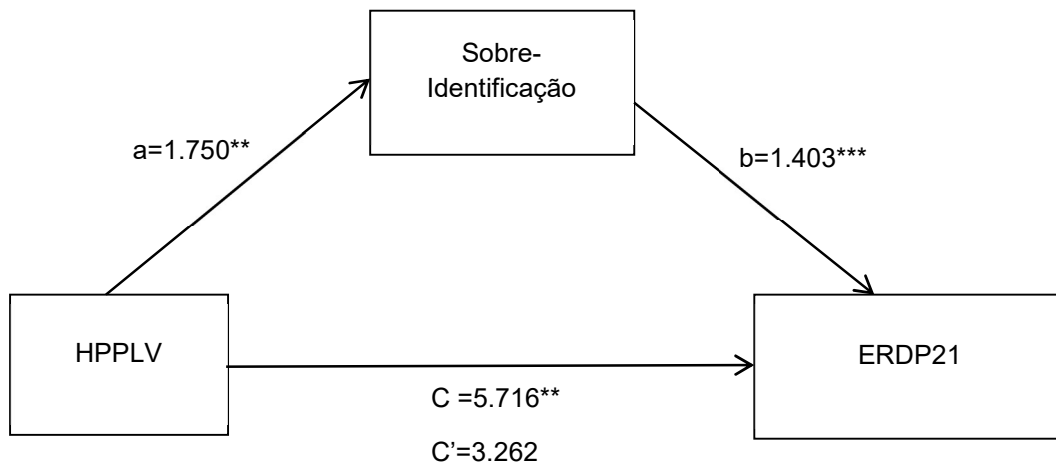 Sobre-
Identificação
a=1.750**
b=1.403***
HPPLV
ERDP21
C =5.716**
C’=3.262